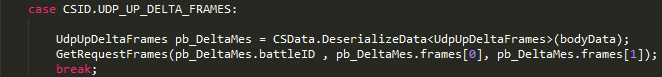 case CSID.UDP_UP_DELTA_FRAMES:
UdpUpDeltaFrames pb_DeltaMes = CSData.DeserializeData<UdpUpDeltaFrames>(bodyData);
GetRequestFrames(pb_DeltaMes.battleID , pb_DeltaMes.frames[0], pb_DeltaMes.frames[1]);
break;